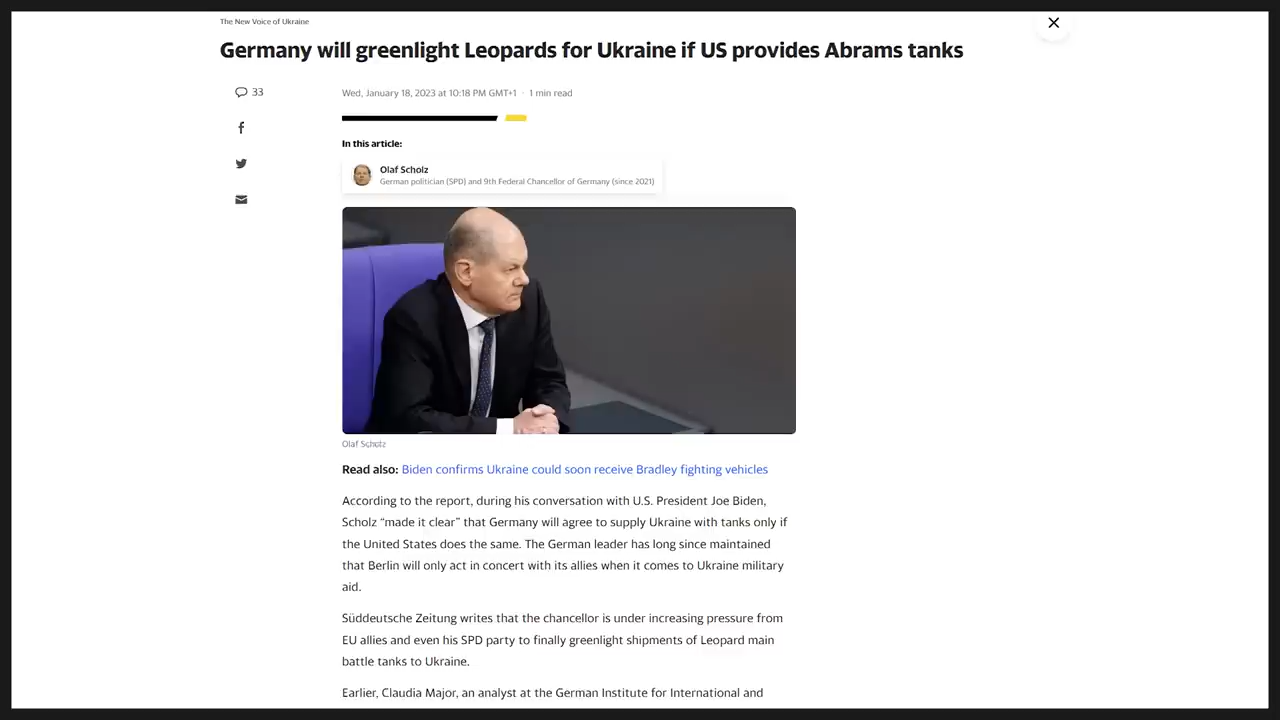 The New Voice of Ukraine
Germany will greenlight Leopards for Ukraine if US provides Abrams tanks
33
Wed, January 18, 2023 at 10:18 PM GMT+1 · 1 min read
In this article:
Olaf Scholz
German politician (SPD) and 9th Federal Chancellor of Germany (since 2021)
Olaf Scholz
Read also: Biden confirms Ukraine could soon receive Bradley fighting vehicles
According to the report, during his conversation with U.S. President Joe Biden,
Scholz “made it clear” that Germany will agree to supply Ukraine with tanks only if
the United States does the same. The German leader has long since maintained
that Berlin will only act in concert with its allies when it comes to Ukraine military
aid.
Süddeutsche Zeitung writes that the chancellor is under increasing pressure from
EU allies and even his SPD party to finally greenlight shipments of Leopard main
battle tanks to Ukraine.
Earlier, Claudia Major, an analyst at the German Institute for International and